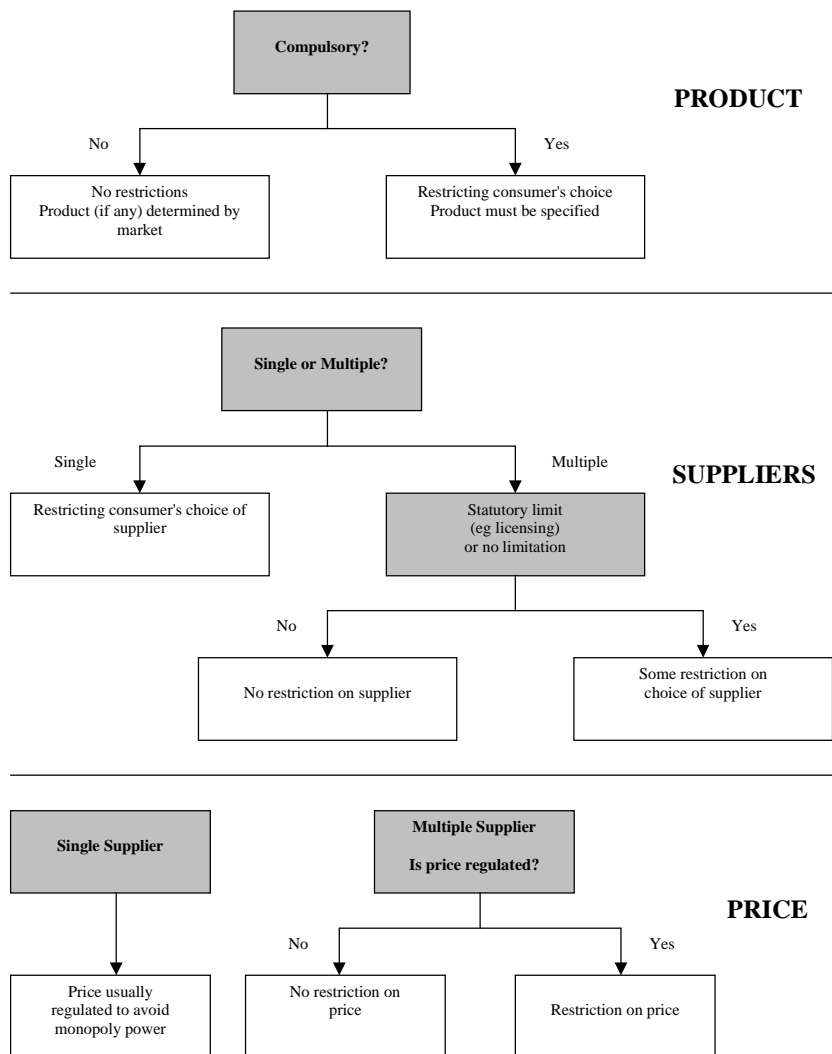 Compulsory?
PRODUCT
No
Yes
No restrictions
Product (if any) determined by
market
Restricting consumer's choice
Product must be specified
Single or Multiple?
Single
Multiple
SUPPLIERS
Restricting consumer's choice of
supplier
Statutory limit
(eg licensing)
or no limitation
No
Yes
No restriction on supplier
Some restriction on
choice of supplier
Single Supplier
Multiple Supplier
Is price regulated?
PRICE
No
Yes
Price usually
regulated to avoid
monopoly power
No restriction on
price
Restriction on price